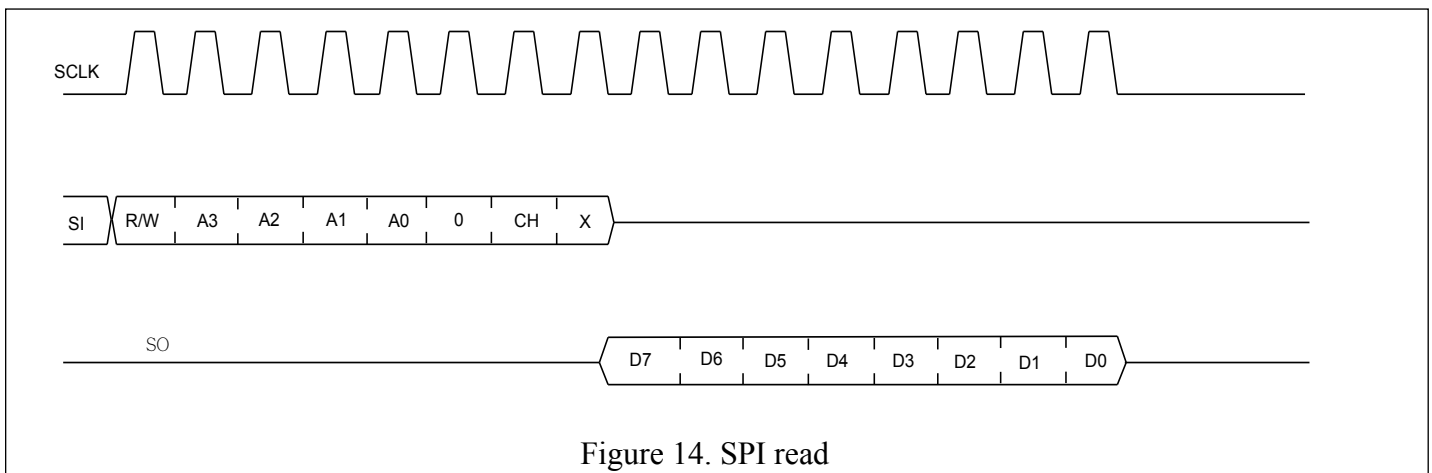 SCLK
SI R/W A3 A2 A1 A0 0 CH X
SO
D7 D6 D5 D4 D3 D2 D1 D0
Figure 14. SPI read